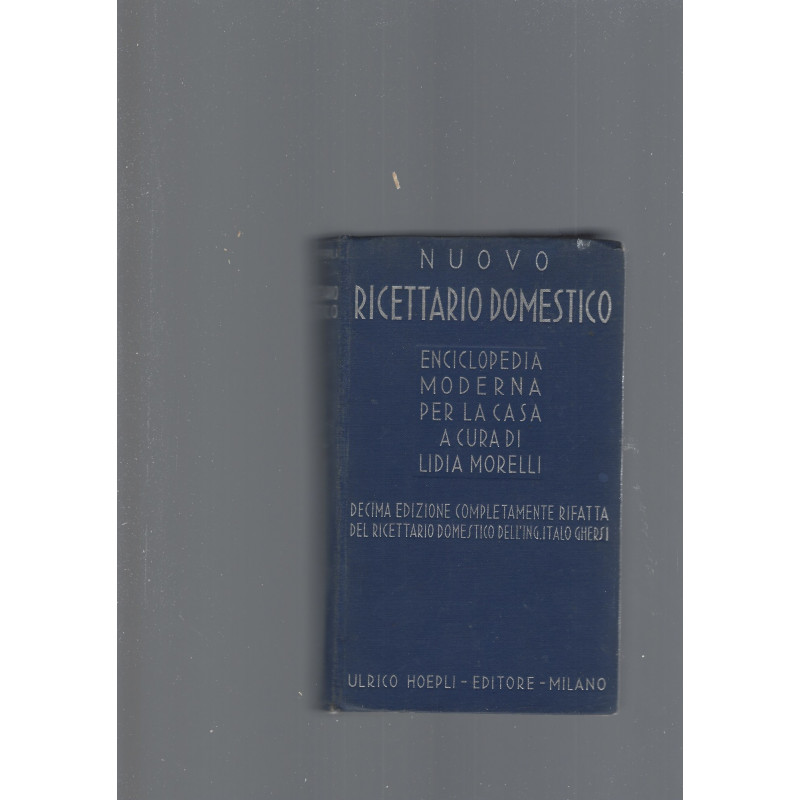 NUOVO
RICETTARIO DOMESTICO
ENCICLOPEDIA
MODERNA
PER LA CASA
A CURA DI
LIDIA MORELLI
DECIMA EDIZIONE COMPLETAMENTE RIFATTA
DEL RICETTARIO DOMESTICO DELL'ING. ITALO GHERSI
ULRICO HOEPLI - EDITORE - MILANO